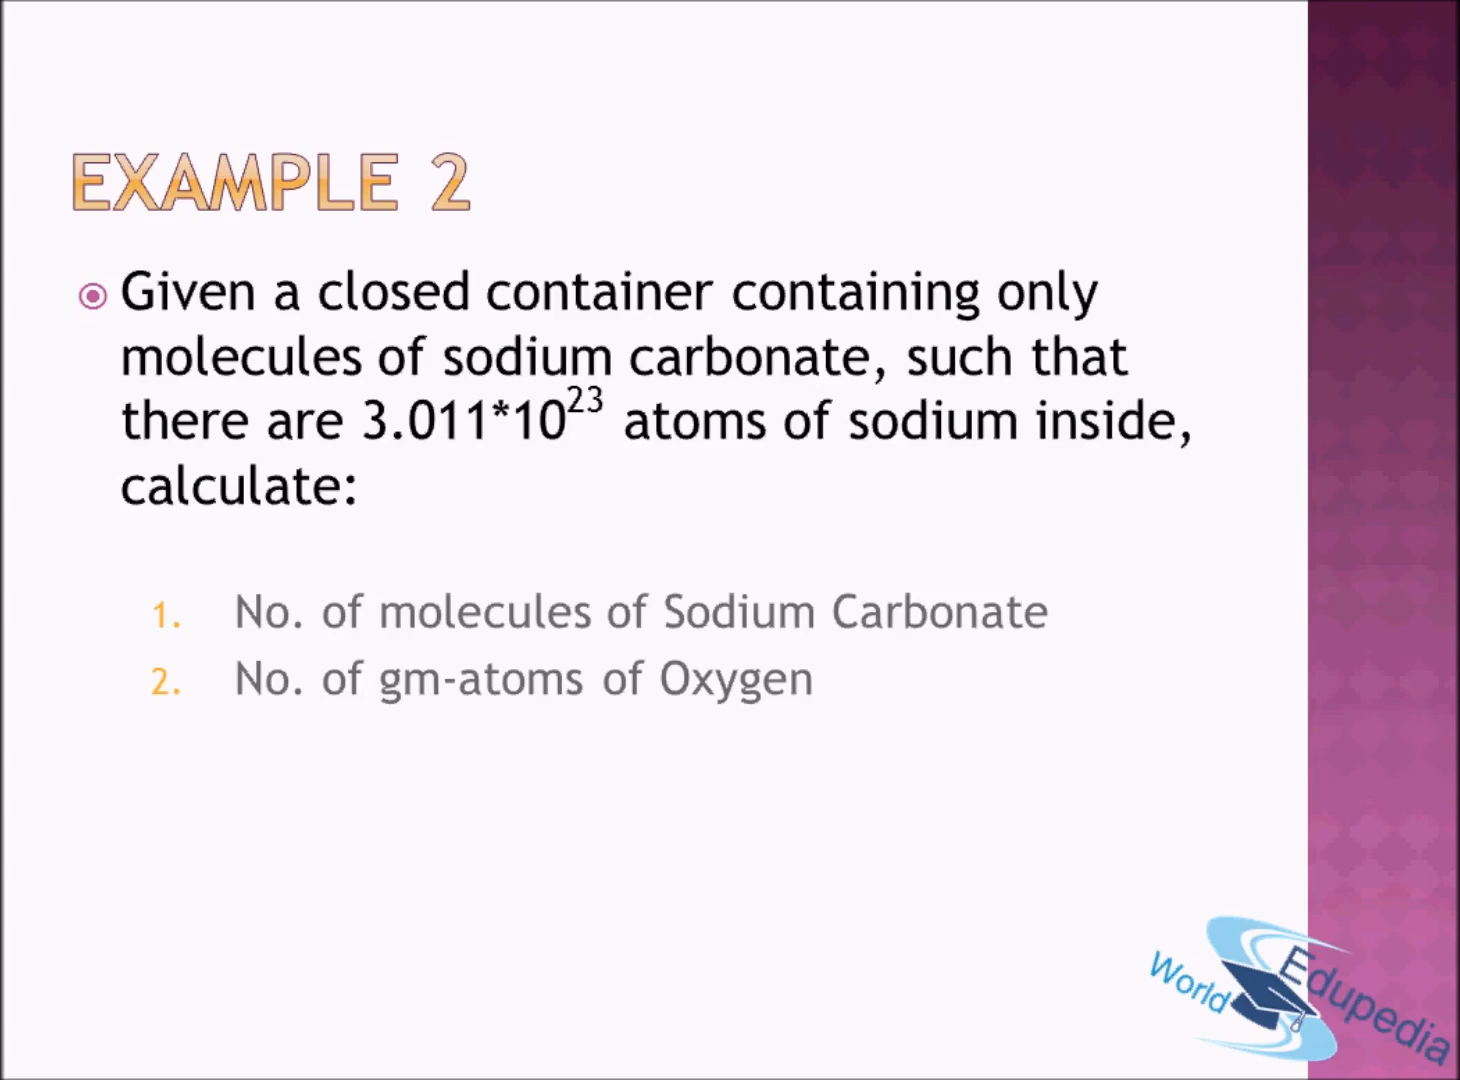 EXAMPLE 2
Given a closed container containing only
molecules of sodium carbonate, such that
there are 3.011*10²³ atoms of sodium inside,
calculate:
1. No. of molecules of Sodium Carbonate
2. No. of gm-atoms of Oxygen
World Edupedia